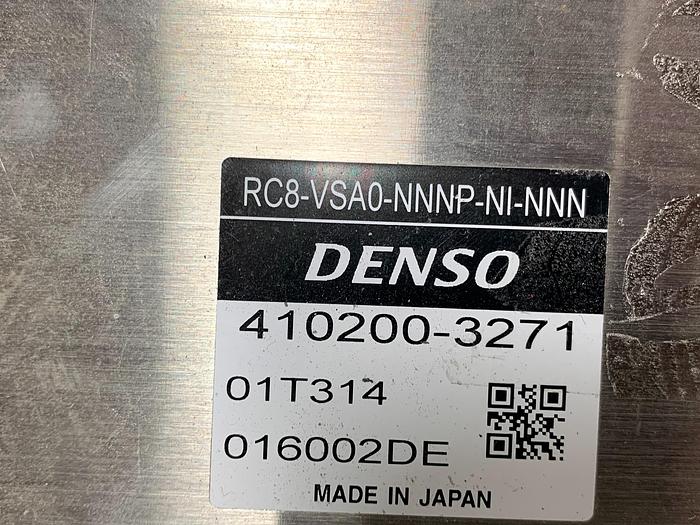 RC8-VSA0-NNNP-NI-NNN
DENSO
410200-3271
01T314
016002DE
MADE IN JAPAN